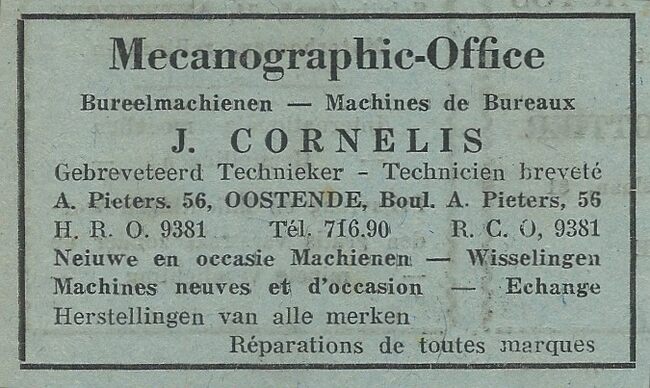 Mecanographic-Office
Bureelmachienen — Machines de Bureaux
J. CORNELIS
Gebreveteerd Technieker - Technicien breveté
A. Pieters. 56, OOSTENDE, Boul. A. Pieters, 56
H. R. O. 9381 Tél. 716.90 R. C. O, 9381
Neiuwe en occasie Machienen — Wisselingen
Machines neuves et d'occasion — Echange
Herstellingen van alle merken
Réparations de toutes marques